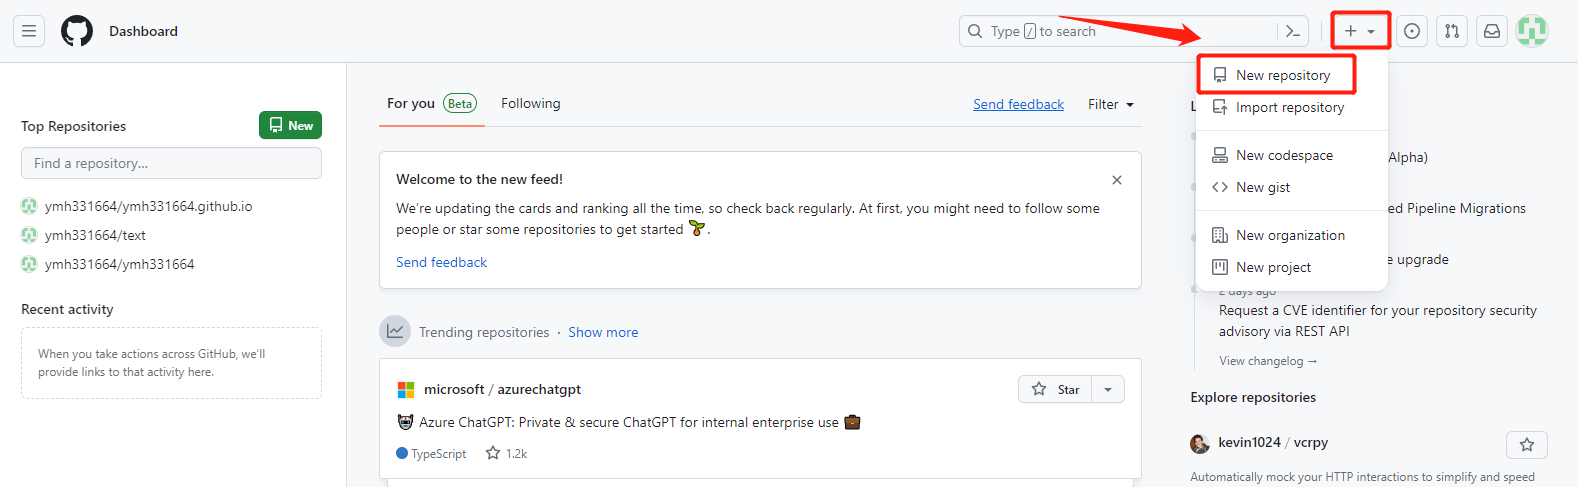 Dashboard
Type / to search
New repository
Import repository
New codespace
New gist
New organization
New project
Top Repositories
New
Find a repository...
ymh331664/ymh331664.github.io
ymh331664/text
ymh331664/ymh331664
Recent activity
When you take actions across GitHub, we'll
provide links to that activity here.
For you Beta
Following
Send feedback
Filter
Welcome to the new feed!
We're updating the cards and ranking all the time, so check back regularly. At first, you might need to follow some
people or star some repositories to get started .
Send feedback
Trending repositories · Show more
microsoft / azurechatgpt
Star
Azure ChatGPT: Private & secure ChatGPT for internal enterprise use
TypeScript
1.2k
L
Alpha)
ed Pipeline Migrations
e upgrade
2 days ago
Request a CVE identifier for your repository security
advisory via REST API
View changelog →
Explore repositories
kevin1024 / vcrpy
Automatically mock your HTTP interactions to simplify and speed